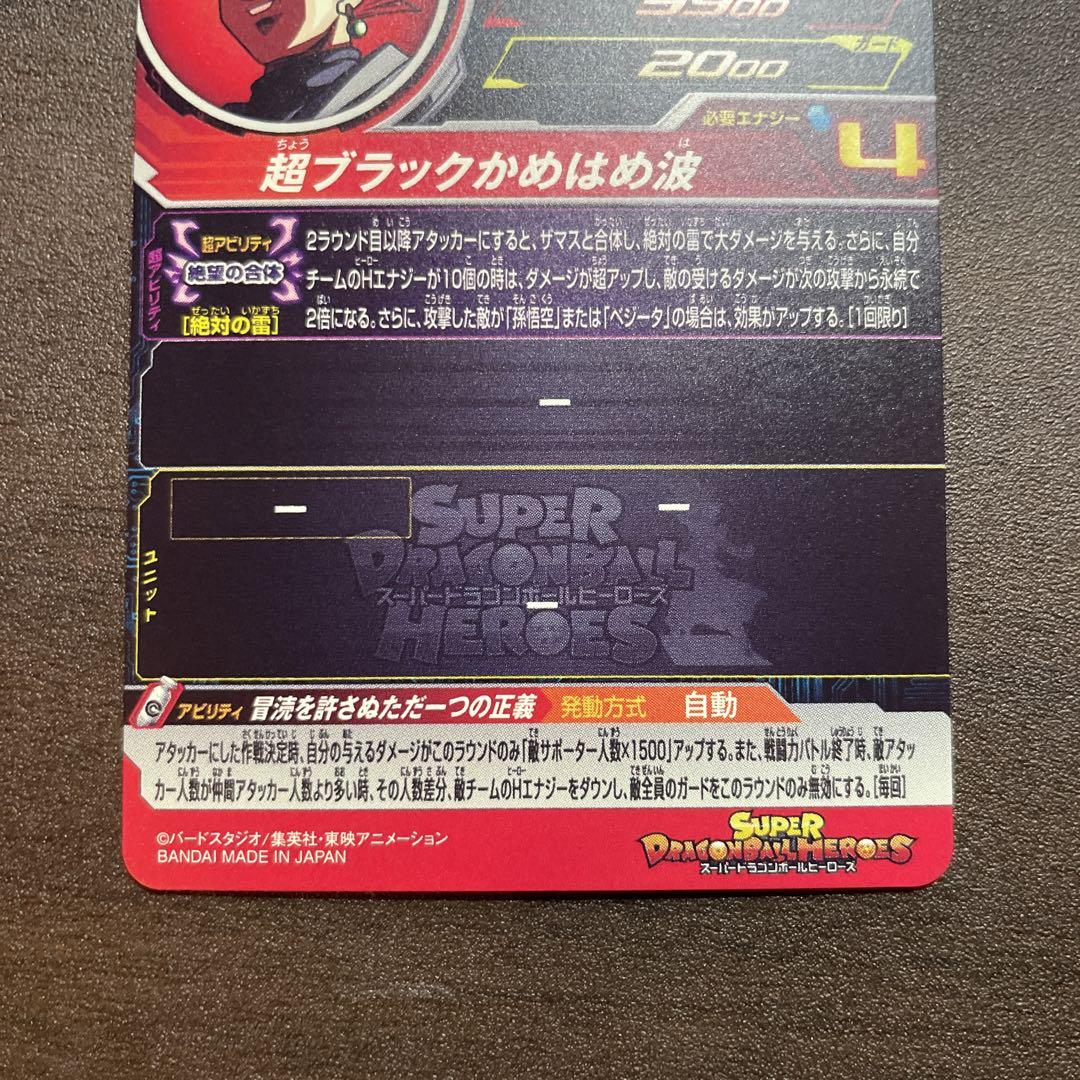 ガード
2000
必要エナジー
4
ちょう は
超ブラックかめはめ波
超アビリティ
超アビリティ
絶望の合体
ぜったい いかずち
[絶対の雷]
2ラウンド目以降アタッカーにすると、ザマスと合体し、絶対の雷で大ダメージを与える。さらに、自分
チームのHエナジーが10個の時は、ダメージが超アップし、敵の受けるダメージが次の攻撃から永続で
2倍になる。さらに、攻撃した敵が「孫悟空」または「ベジータ」の場合は、効果がアップする。[1回限り]
ー
ー
ー
ユニット
SUPER
DRAGONBALL
スーパードラゴンボールヒーローズ
ー
HEROES
アビリティ 冒涜を許さぬただ一つの正義 発動方式 自動
アタッカーにした作戦決定時、自分の与えるダメージがこのラウンドのみ「敵サポーター人数×1500」アップする。また、戦闘力バトル終了時、敵アタッ
カー人数が仲間アタッカー人数より多い時、その人数差分、敵チームのHエナジーをダウンし、敵全員のガードをこのラウンドのみ無効にする。[毎回]
©バードスタジオ/集英社・東映アニメーション
BANDAI MADE IN JAPAN
SUPER
DRAGONBALL HEROES
スーパードラゴンボールヒーローズ